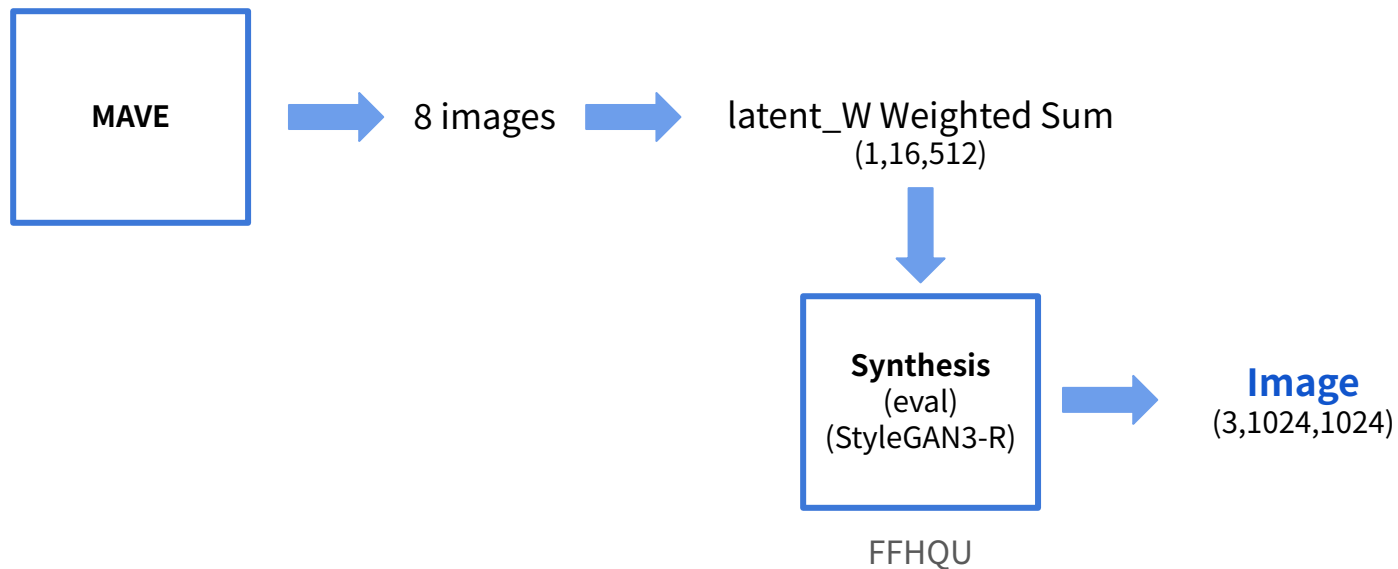 MAVE
8 images
latent_W Weighted Sum
(1,16,512)
Synthesis
(eval)
(StyleGAN3-R)
Image
(3,1024,1024)
FFHQU